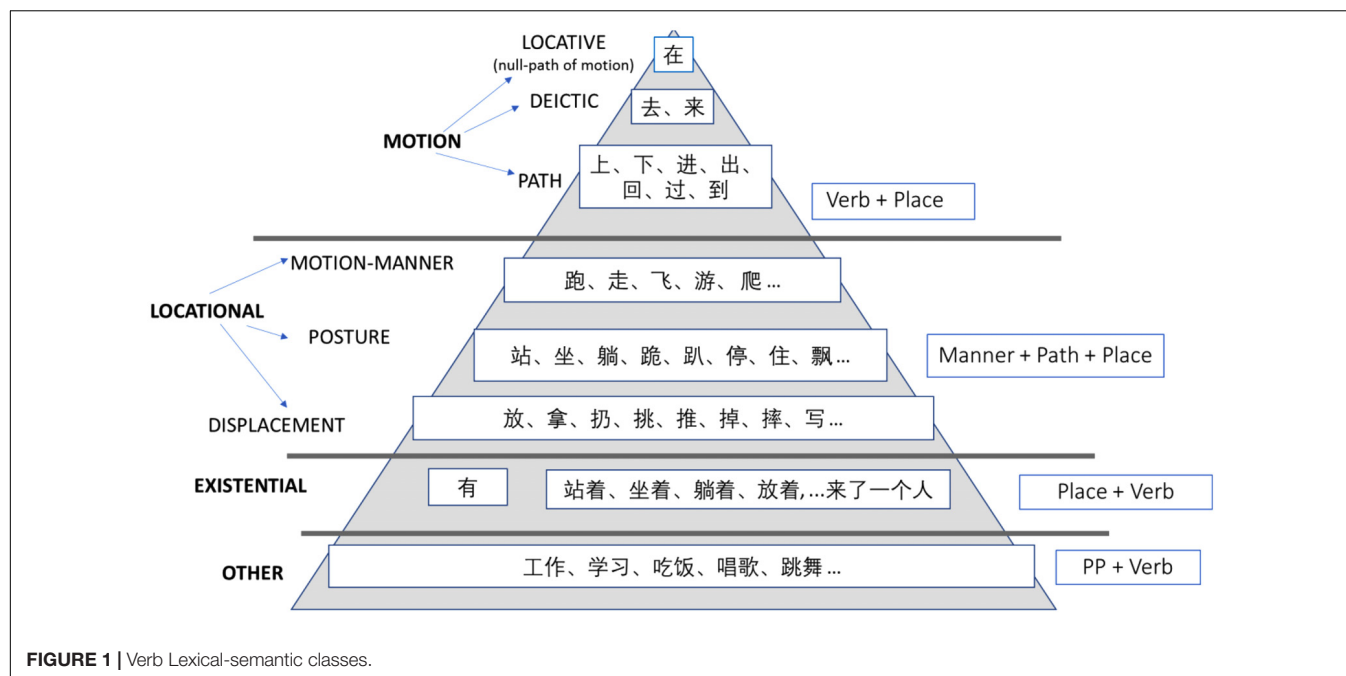 LOCATIVE
(null-path of motion)
在
DEICTIC
去、来
MOTION
PATH
上、下、进、出、
回、过、到
Verb + Place
MOTION-MANNER
跑、走、飞、游、爬 ...
LOCATIONAL
POSTURE
站、坐、躺、跪、趴、停、住、飘...
Manner + Path + Place
DISPLACEMENT
放、拿、扔、挑、推、掉、摔、写 ...
EXISTENTIAL
有
站着、坐着、躺着、放着, ...来了一个人
Place + Verb
OTHER
工作、学习、吃饭、唱歌、跳舞 ...
PP + Verb
FIGURE 1 | Verb Lexical-semantic classes.